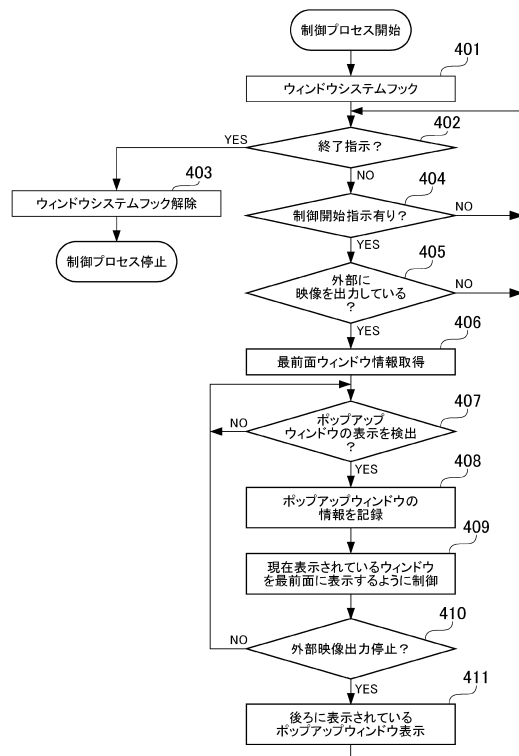 制御プロセス開始
401
ウィンドウシステムフック
402
終了指示?
YES
NO
403
ウィンドウシステムフック解除
制御プロセス停止
404
制御開始指示有り?
NO
YES
405
外部に
映像を出力している
?
NO
YES
406
最前面ウィンドウ情報取得
407
ポップアップ
ウィンドウの表示を検出
?
NO
YES
408
ポップアップウィンドウの
情報を記録
409
現在表示されているウィンドウ
を最前面に表示するように制御
410
外部映像出力停止?
NO
YES
411
後ろに表示されている
ポップアップウィンドウ表示